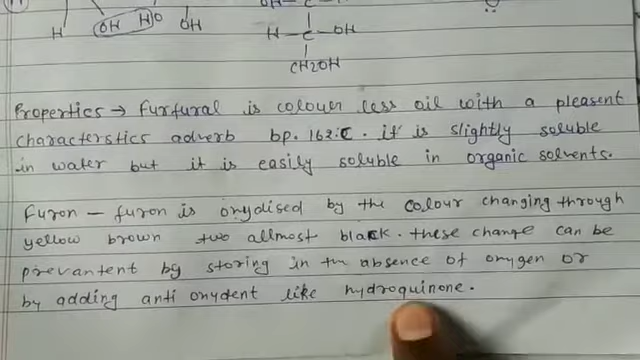 OH-C-
H OH HO OH
H-C-OH
CH2OH
Properties → Furfural is colouer less oil with a pleasent
characterstics adverb bp. 162.C. it is slightly soluble
in water but it is easily soluble in organic solvents.
Furon - furon is oxydised by the colour changing through
yellow brown two allmost black. these change can be
prevantent by storing in the absence of oxygen or
by adding anti oxydent like hydroquinone.